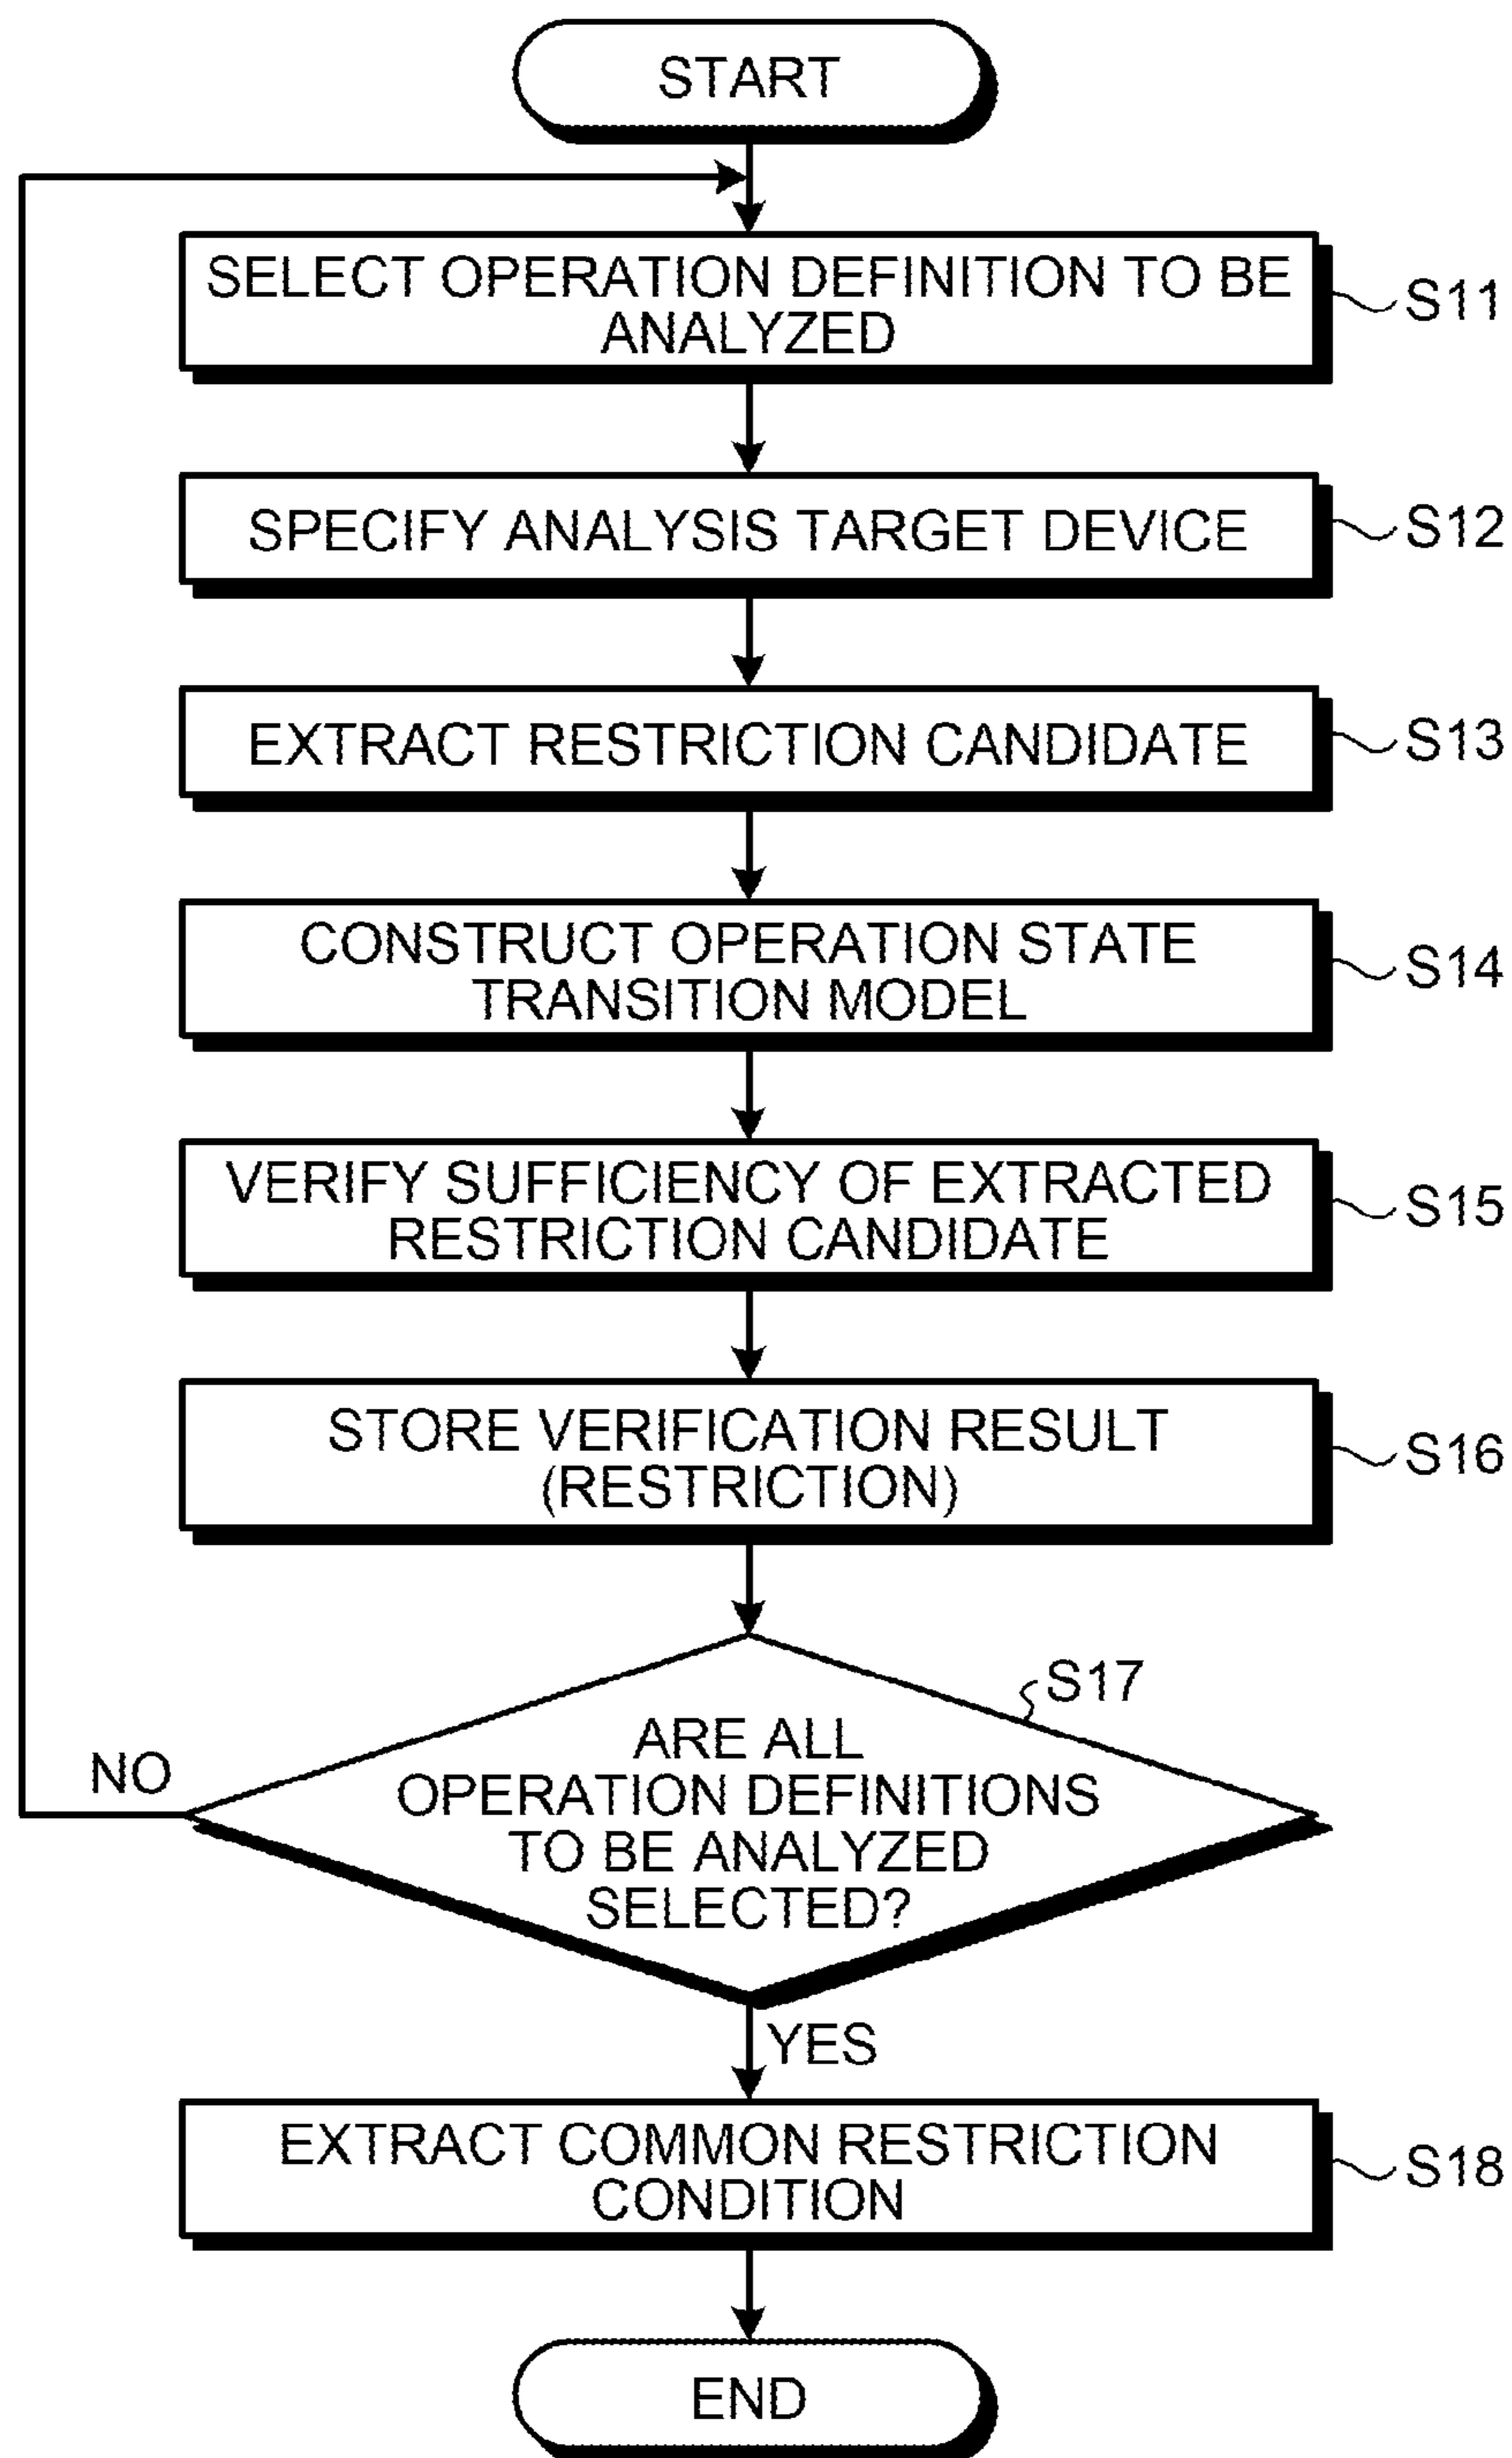 START
SELECT OPERATION DEFINITION TO BE
ANALYZED
S11
SPECIFY ANALYSIS TARGET DEVICE
S12
EXTRACT RESTRICTION CANDIDATE
S13
CONSTRUCT OPERATION STATE
TRANSITION MODEL
S14
VERIFY SUFFICIENCY OF EXTRACTED
RESTRICTION CANDIDATE
S15
STORE VERIFICATION RESULT
(RESTRICTION)
S16
S17
ARE ALL
OPERATION DEFINITIONS
TO BE ANALYZED
SELECTED?
NO
YES
EXTRACT COMMON RESTRICTION
CONDITION
S18
END